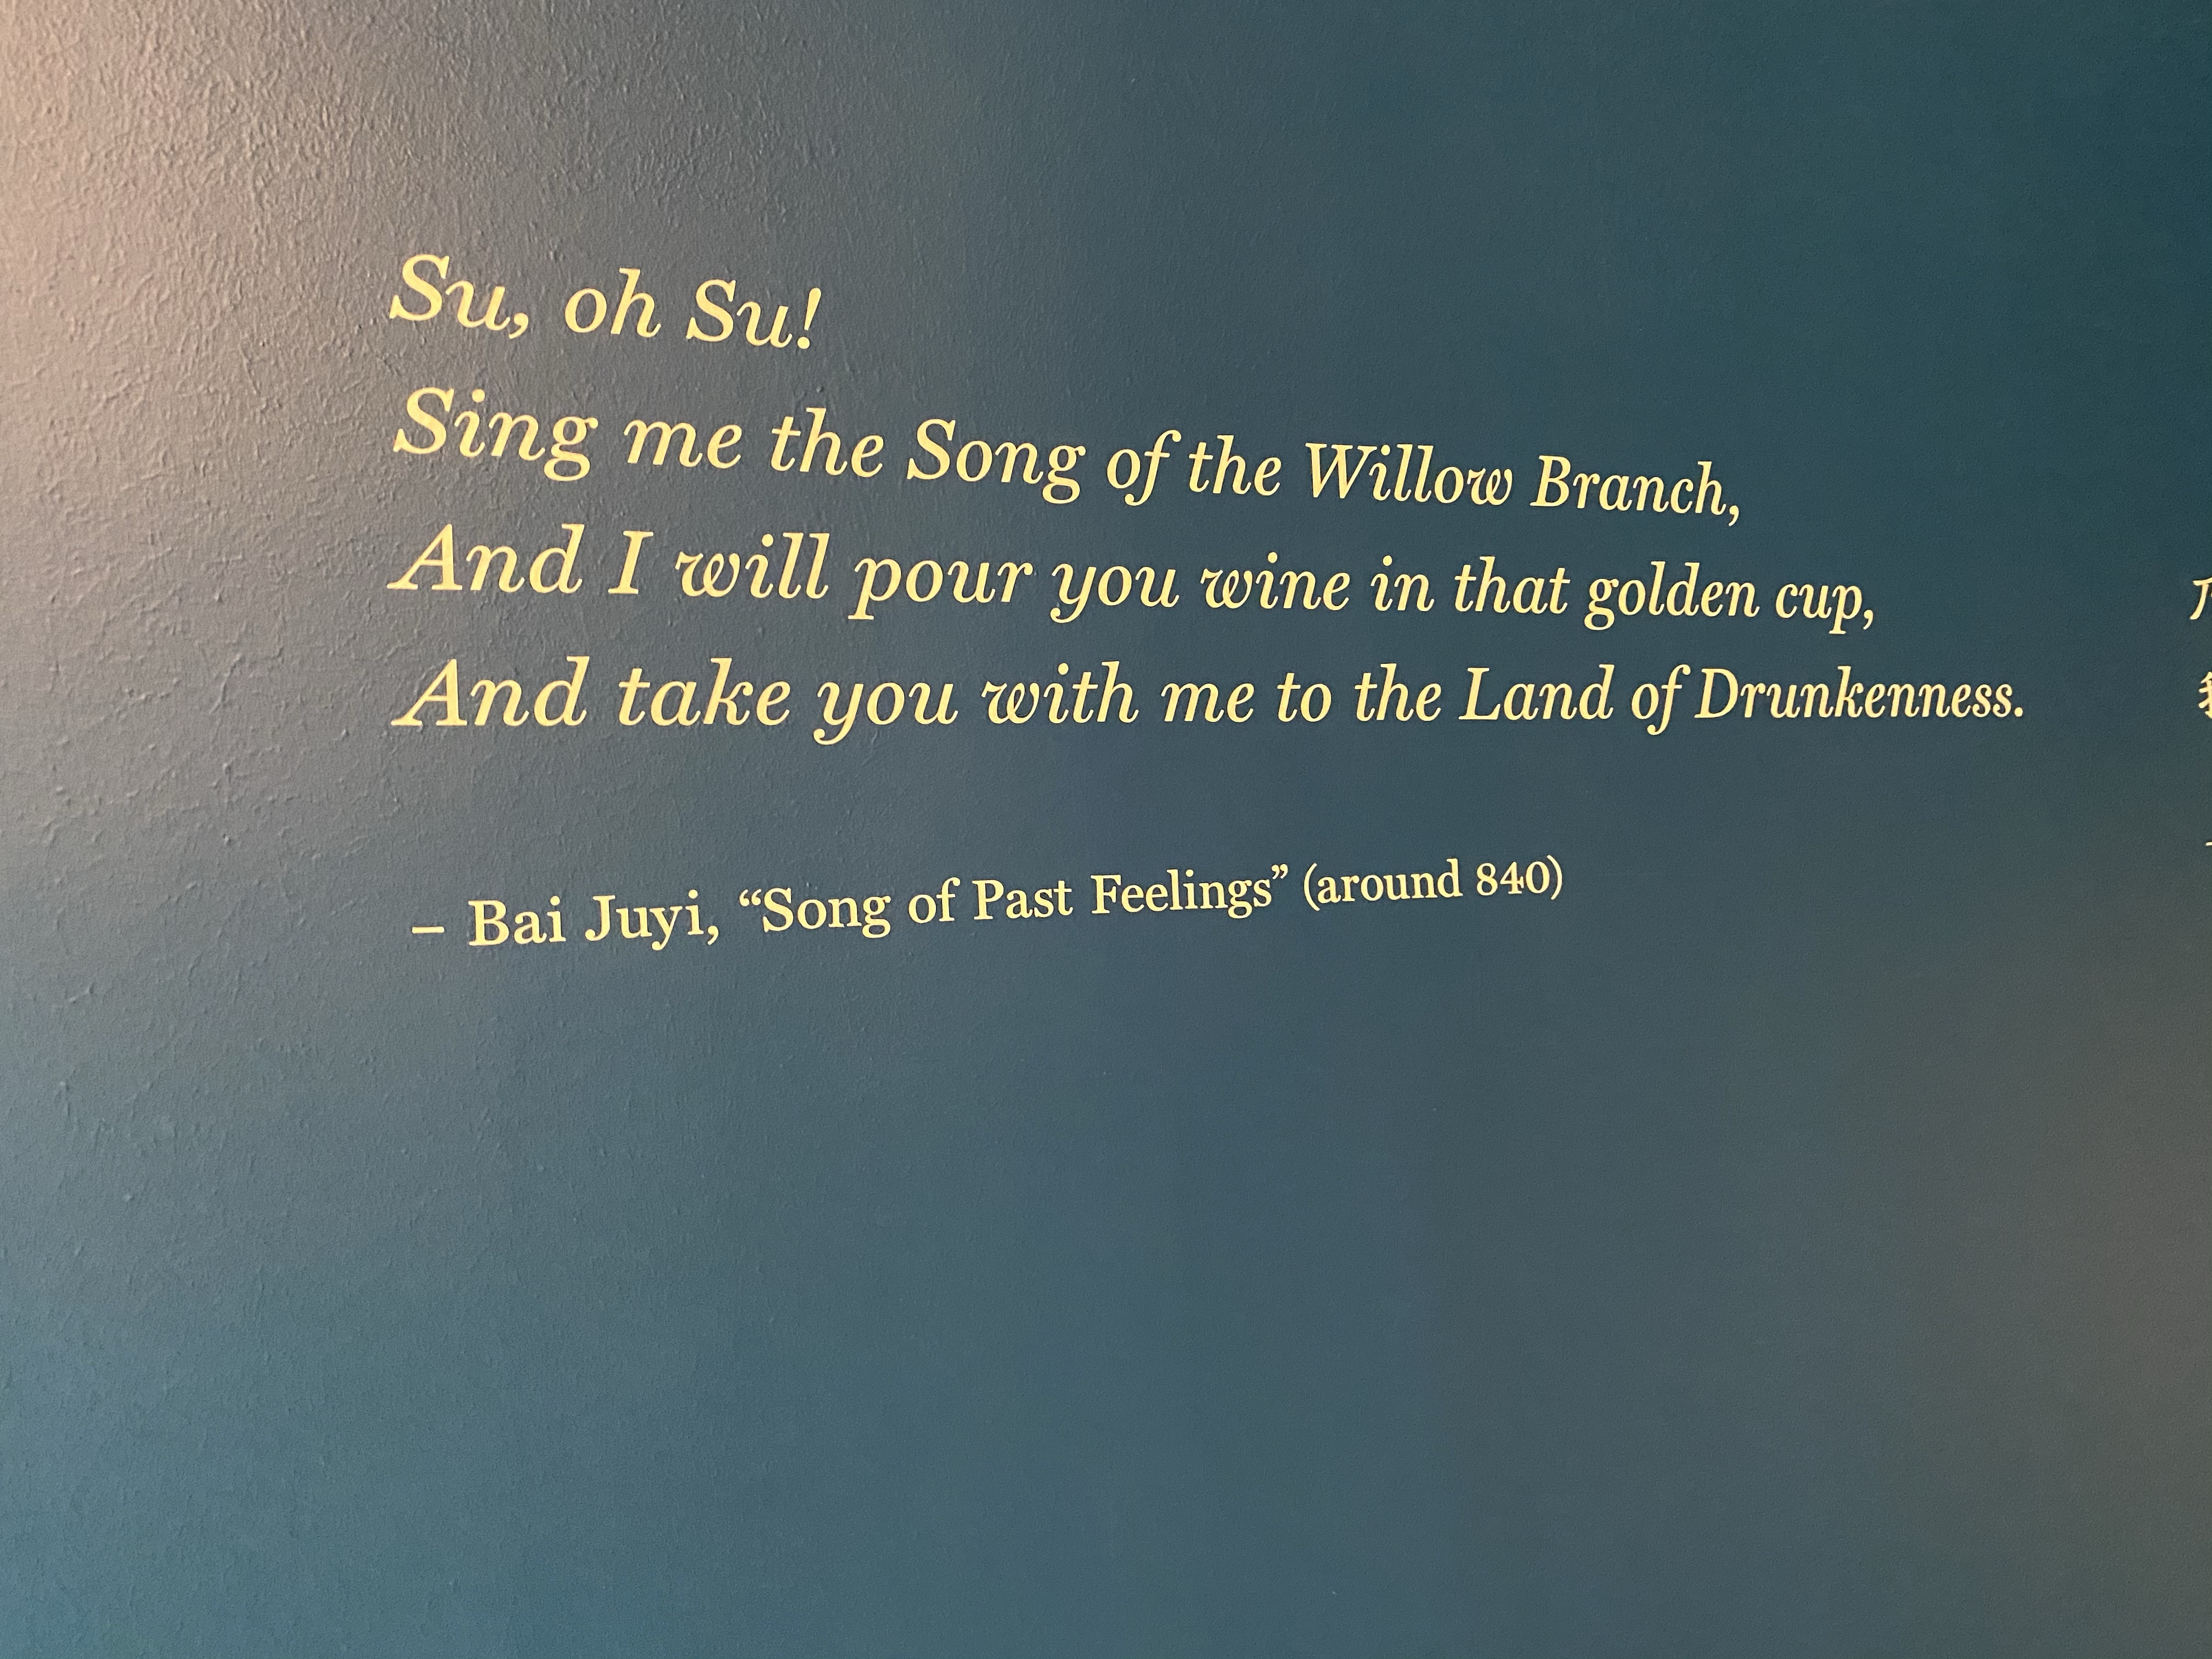 Su, oh Su!
Sing me the Song of the Willow Branch,
And I will pour you wine in that golden cup,
And take you with me to the Land of Drunkenness.
– Bai Juyi, “Song of Past Feelings” (around 840)